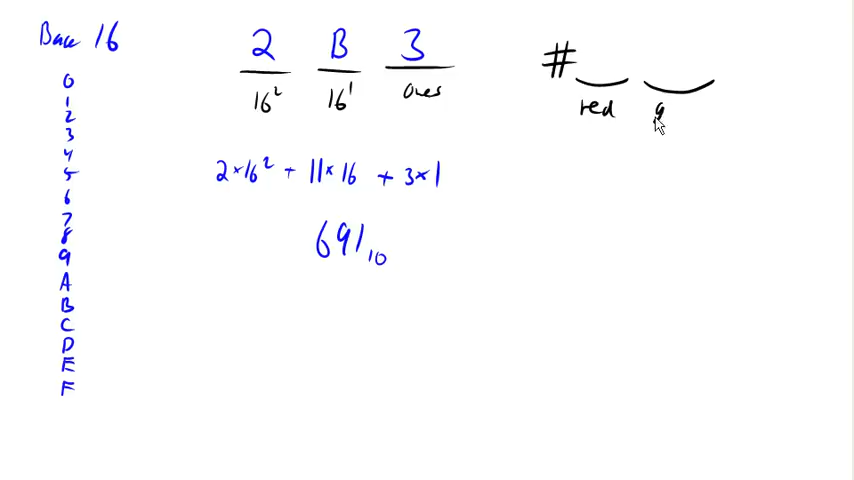 Base 16
0
1
2
3
4
5
6
7
8
9
A
B
C
D
E
F
2 B 3
16² 16¹ ones
2×16² + 11×16 + 3×1
691₁₀
#
red g